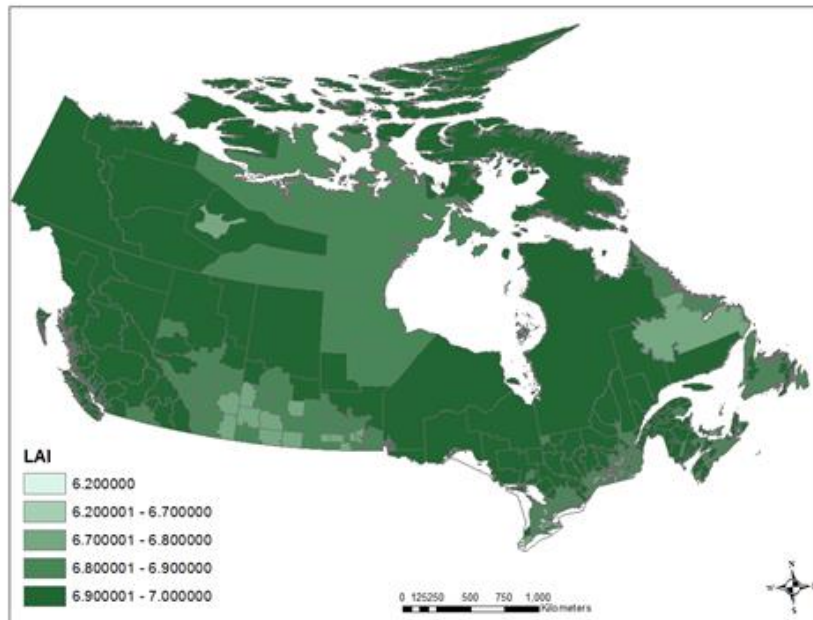 LAI
6.200000
6.200001 - 6.700000
6.700001 - 6.800000
6.800001 - 6.900000
6.900001 - 7.000000
0 125250 500 750 1,000
Kilometers
N
W
S